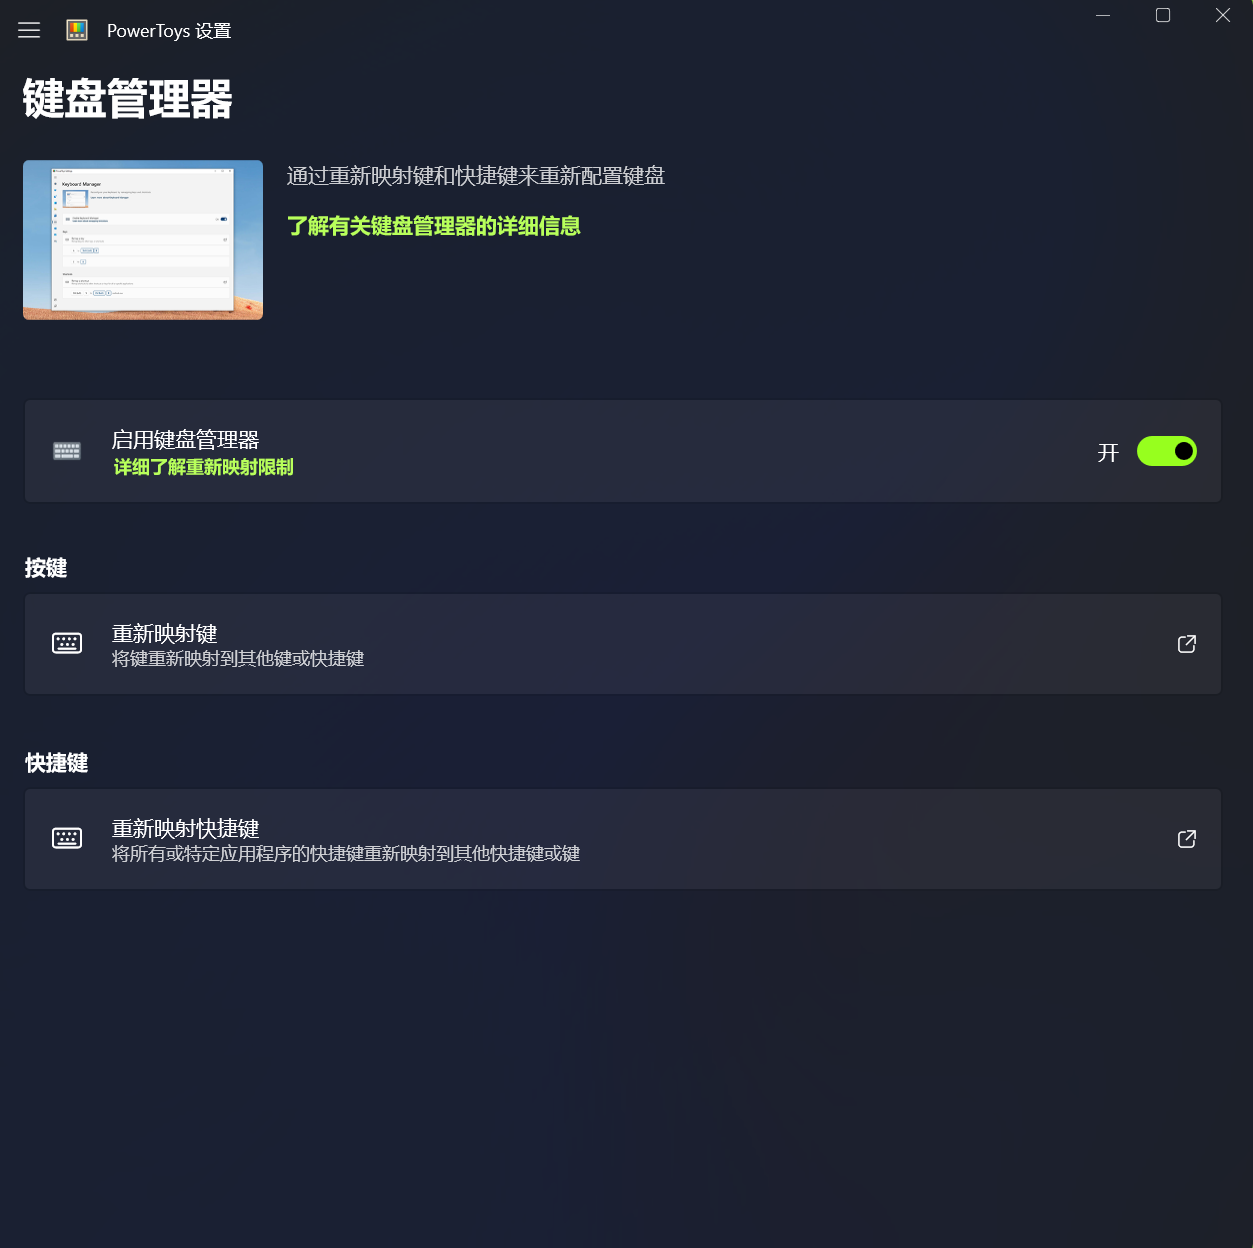 PowerToys 设置
键盘管理器
Keyboard Manager
通过重新映射键和快捷键来重新配置键盘
了解有关键盘管理器的详细信息
启用键盘管理器
详细了解重新映射限制
开
按键
重新映射键
将键重新映射到其他键或快捷键
快捷键
重新映射快捷键
将所有或特定应用程序的快捷键重新映射到其他快捷键或键